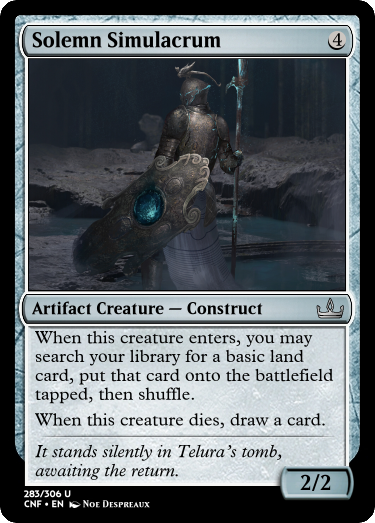 Solemn Simulacrum 4
Artifact Creature — Construct
When this creature enters, you may
search your library for a basic land
card, put that card onto the battlefield
tapped, then shuffle.
When this creature dies, draw a card.
It stands silently in Telura's tomb,
awaiting the return.
2/2
283/306 U
CNF • EN Noe Despreaux